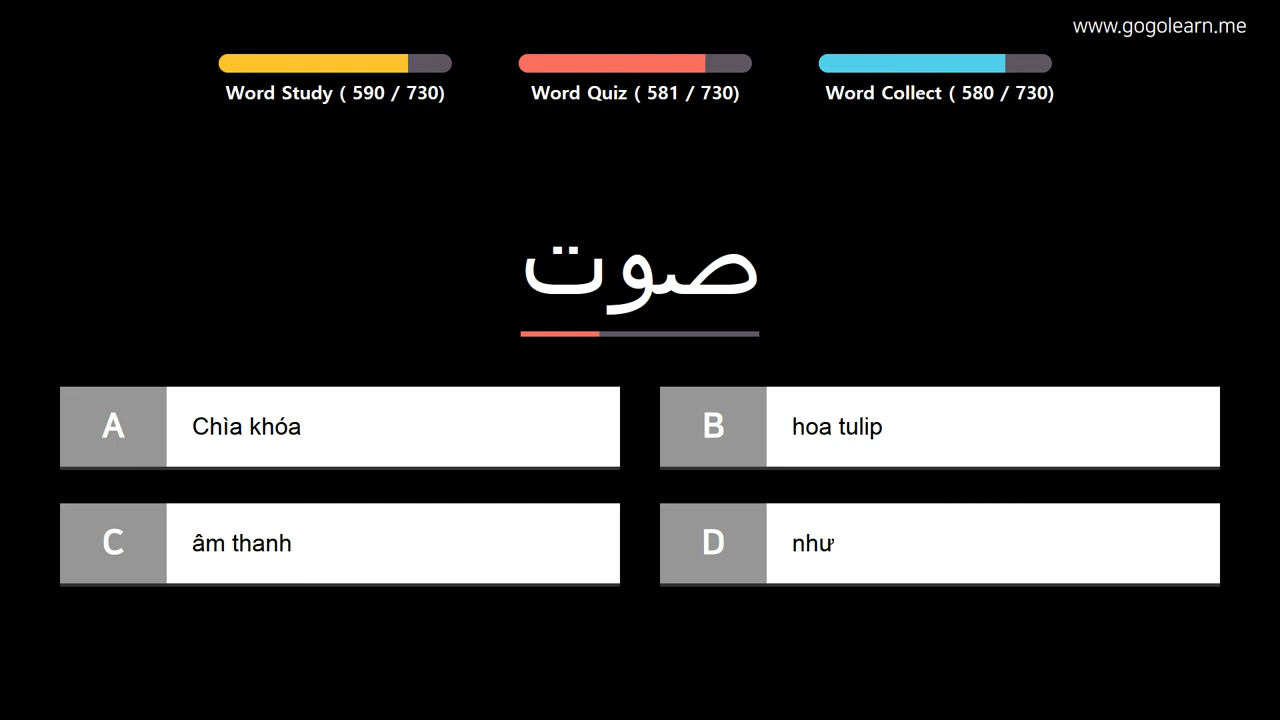 www.gogolearn.me
Word Study ( 590 / 730)
Word Quiz ( 581 / 730)
Word Collect ( 580 / 730)
صوت
A Chìa khóa
B hoa tulip
C âm thanh
D như